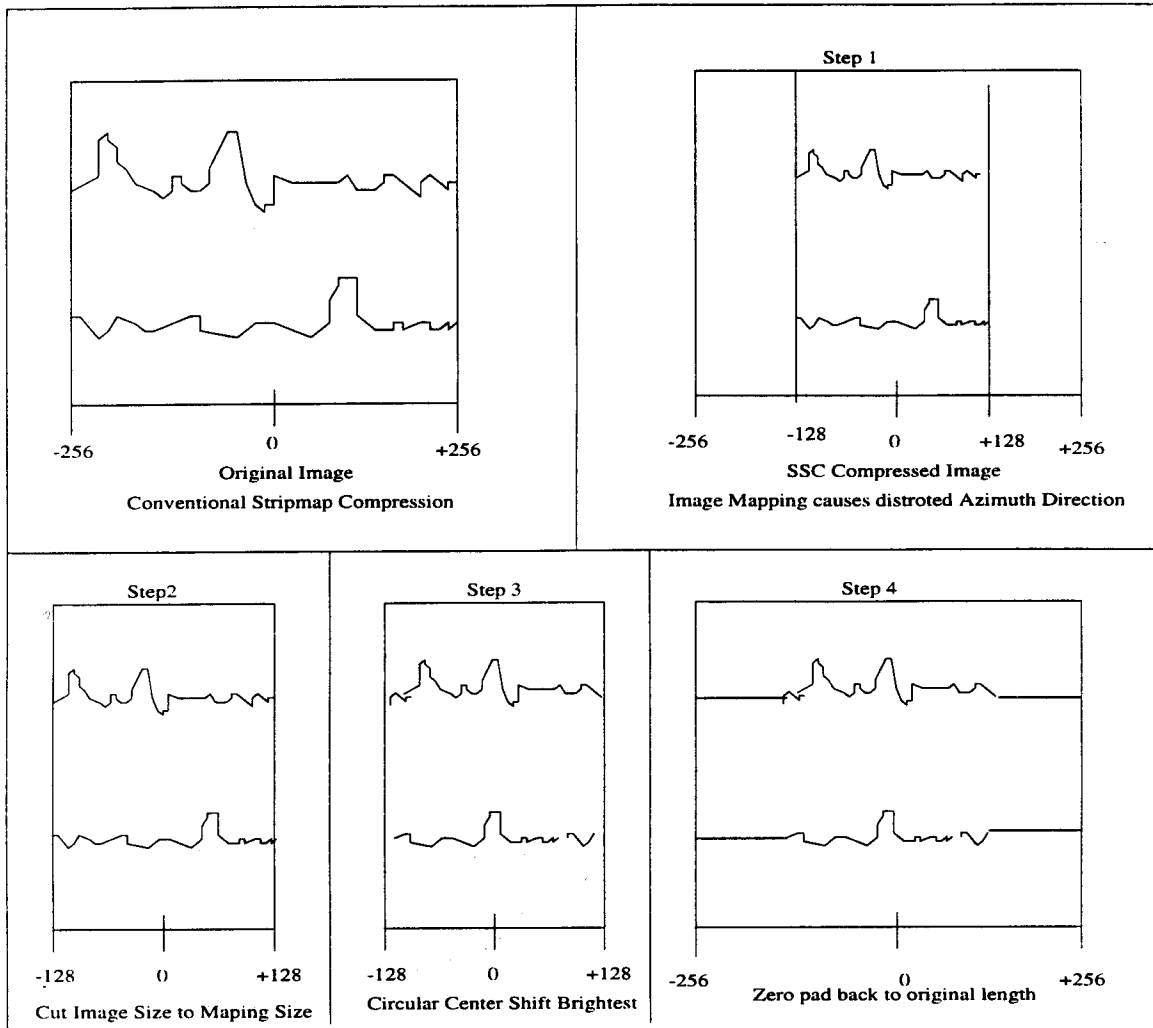 -256
0
+256
Original Image
Conventional Stripmap Compression
Step 1
-256
-128
0
+128
+256
SSC Compressed Image
Image Mapping causes distroted Azimuth Direction
Step2
-128
0
+128
Cut Image Size to Maping Size
Step 3
-128
0
+128
Circular Center Shift Brightest
Step 4
-256
0
+256
Zero pad back to original length